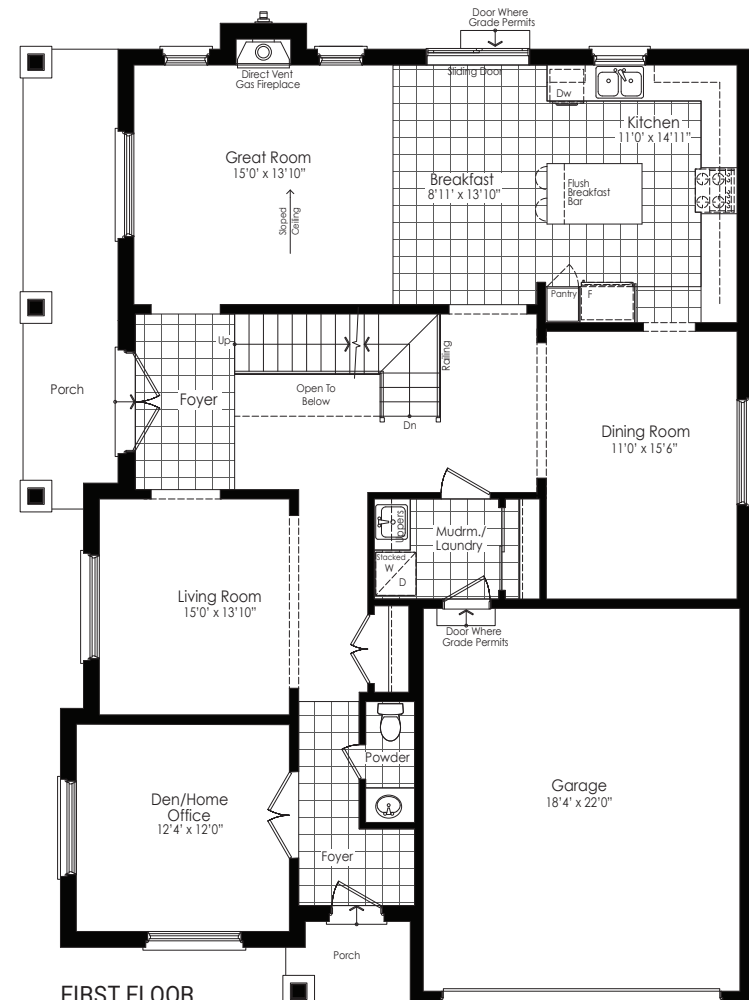 Door Where
Grade Permits
Direct Vent
Gas Fireplace
Sliding Door
Dw
Kitchen
11'0' x 14'11"
Great Room
15'0' x 13'10"
Breakfast
8'11' x 13'10"
Flush
Breakfast
Bar
Sloped
Ceiling
Pantry
F
Up
Railing
Porch
Foyer
Open To
Below
Dn
Dining Room
11'0' x 15'6"
Uppers
Mudrm./
Laundry
Stacked
W
D
Living Room
15'0' x 13'10"
Door Where
Grade Permits
Powder
Den/Home
Office
12'4' x 12'0"
Garage
18'4' x 22'0"
Foyer
Porch
FIRST FLOOR